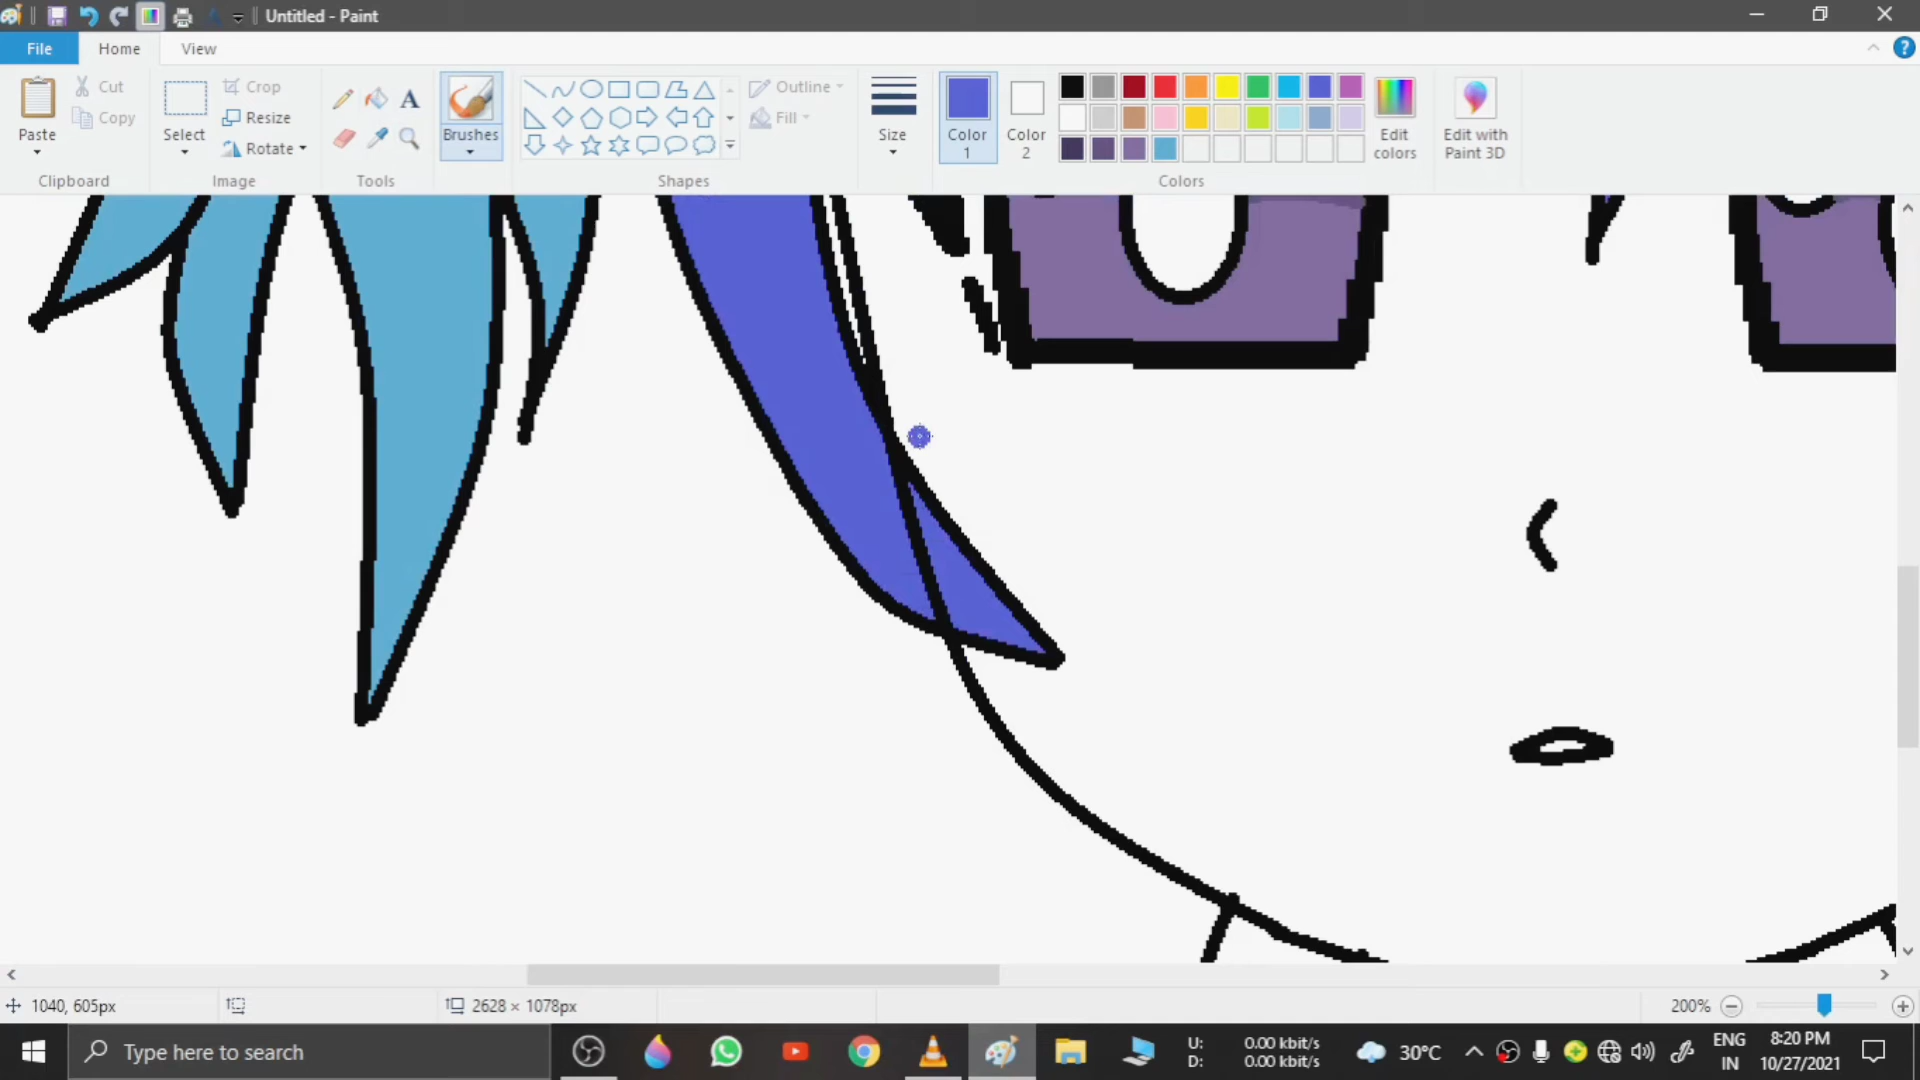 Untitled - Paint
File Home View
Paste Cut Copy
Select Crop Resize Rotate
Brushes
Outline Fill
Size
Color 1
Color 2
Edit colors
Edit with Paint 3D
Clipboard Image Tools Shapes Colors
1040, 605px 2628 × 1078px 200%
Type here to search
U: 0.00 kbit/s
D: 0.00 kbit/s
30°C
ENG
IN
8:20 PM
10/27/2021